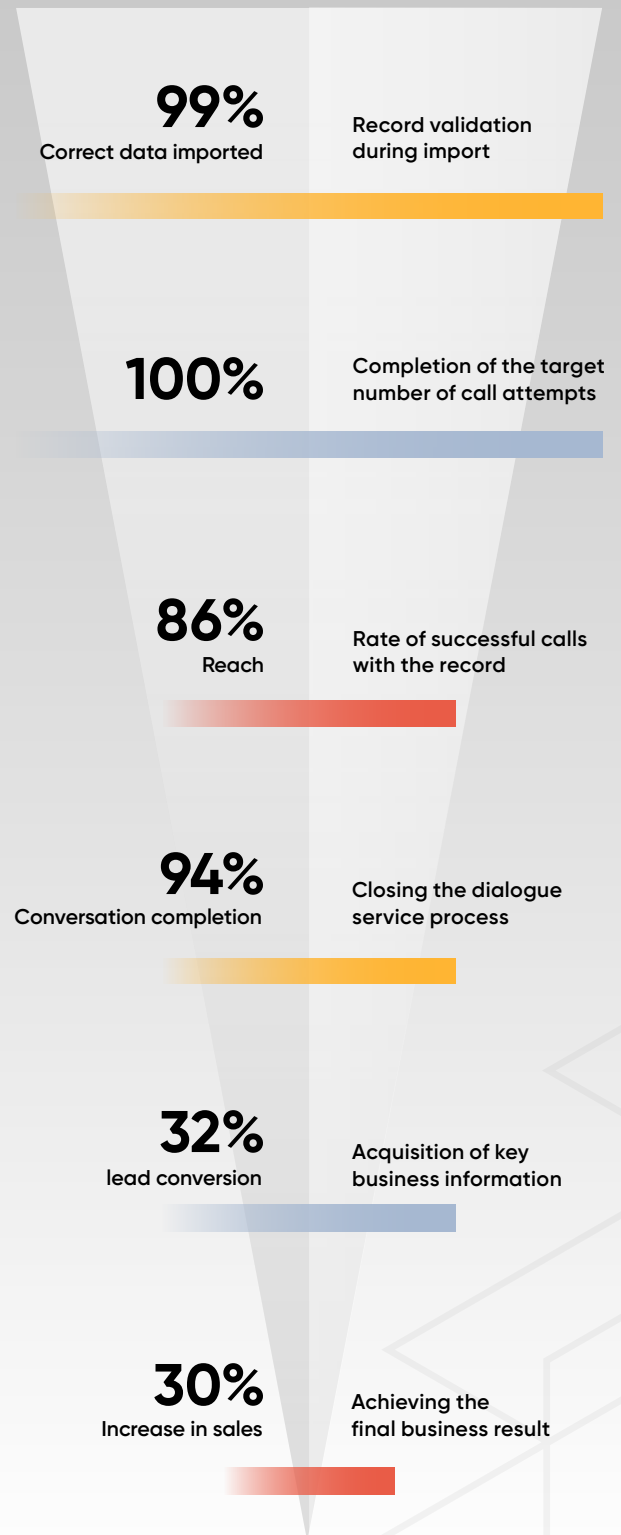 99%
Correct data imported
Record validation
during import
100%
Completion of the target
number of call attempts
86%
Reach
Rate of successful calls
with the record
94%
Conversation completion
Closing the dialogue
service process
32%
lead conversion
Acquisition of key
business information
30%
Increase in sales
Achieving the
final business result